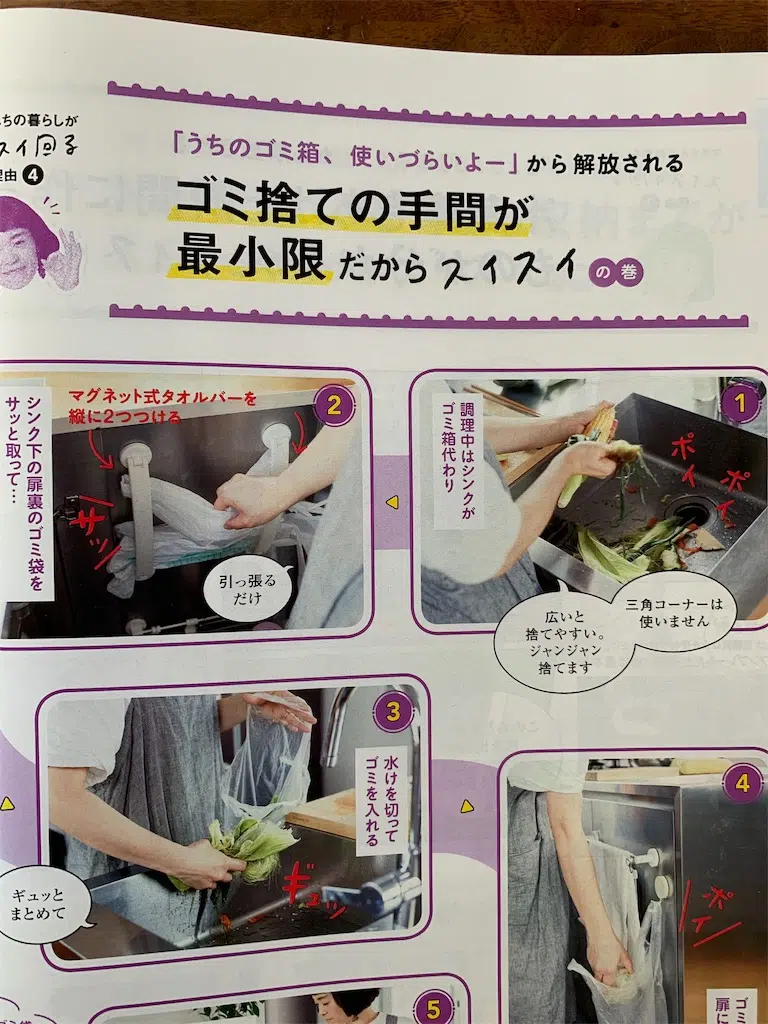 ちの暮らしが
スイ回る
理由4
「うちのゴミ箱、使いづらいよー」から解放される
ゴミ捨ての手間が
最小限だからスイスイの巻
1
調理中はシンクが
ゴミ箱代わり
ポイ
ポイ
広いと
捨てやすい。
ジャンジャン
捨てます
三角コーナーは
使いません
2
マグネット式タオルバーを
縦に2つつける
シンク下の扉裏のゴミ袋を
サッと取って…
サッ
引っ張る
だけ
3
水けを切って
ゴミを入れる
ギュッ
ギュッと
まとめて
4
ポイ
ゴミ
扉に
5